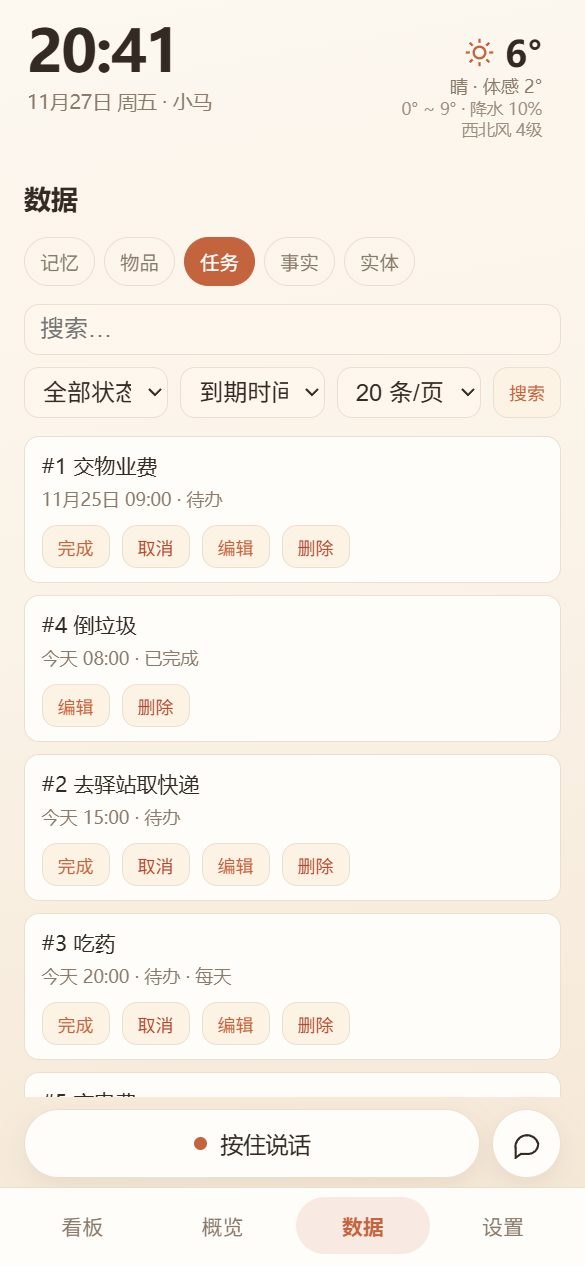 20:41
6°
11月27日 周五 · 小马
晴 · 体感 2°
0° ~ 9° · 降水 10%
西北风 4级
数据
记忆 物品 任务 事实 实体
搜索…
全部状态 到期时间 20 条/页 搜索
#1 交物业费
11月25日 09:00 · 待办
完成 取消 编辑 删除
#4 倒垃圾
今天 08:00 · 已完成
编辑 删除
#2 去驿站取快递
今天 15:00 · 待办
完成 取消 编辑 删除
#3 吃药
今天 20:00 · 待办 · 每天
完成 取消 编辑 删除
按住说话
看板 概览 数据 设置